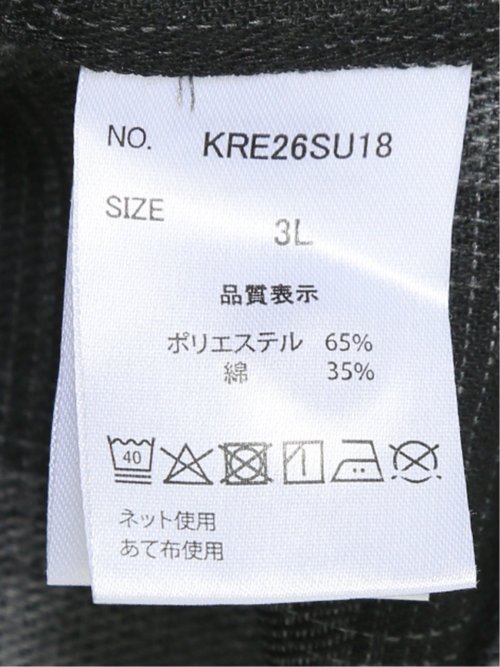 NO. KRE26SU18
SIZE 3L
品質表示
ポリエステル 65%
綿 35%
40
ネット使用
あて布使用